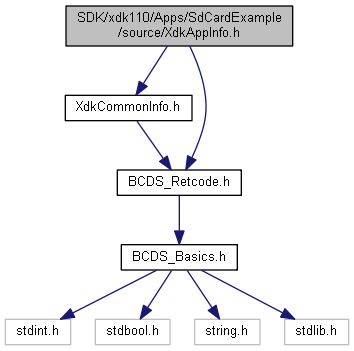 SDK/xdk110/Apps/SdCardExample
/source/XdkAppInfo.h
XdkCommonInfo.h
BCDS_Retcode.h
BCDS_Basics.h
stdint.h
stdbool.h
string.h
stdlib.h